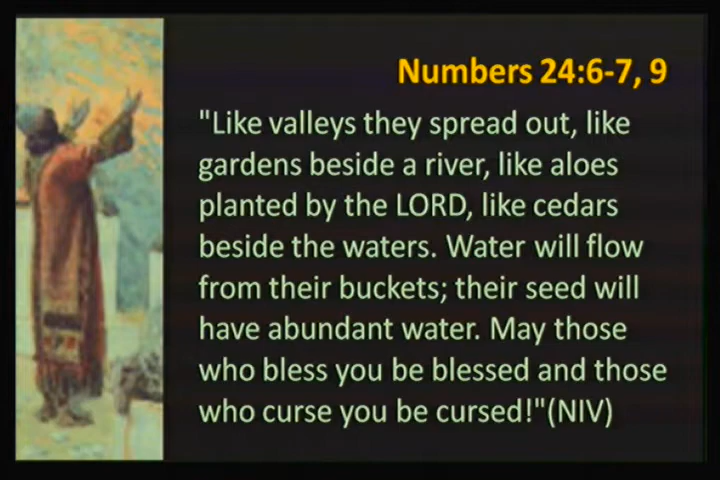 Numbers 24:6-7, 9
"Like valleys they spread out, like
gardens beside a river, like aloes
planted by the LORD, like cedars
beside the waters. Water will flow
from their buckets; their seed will
have abundant water. May those
who bless you be blessed and those
who curse you be cursed!"(NIV)